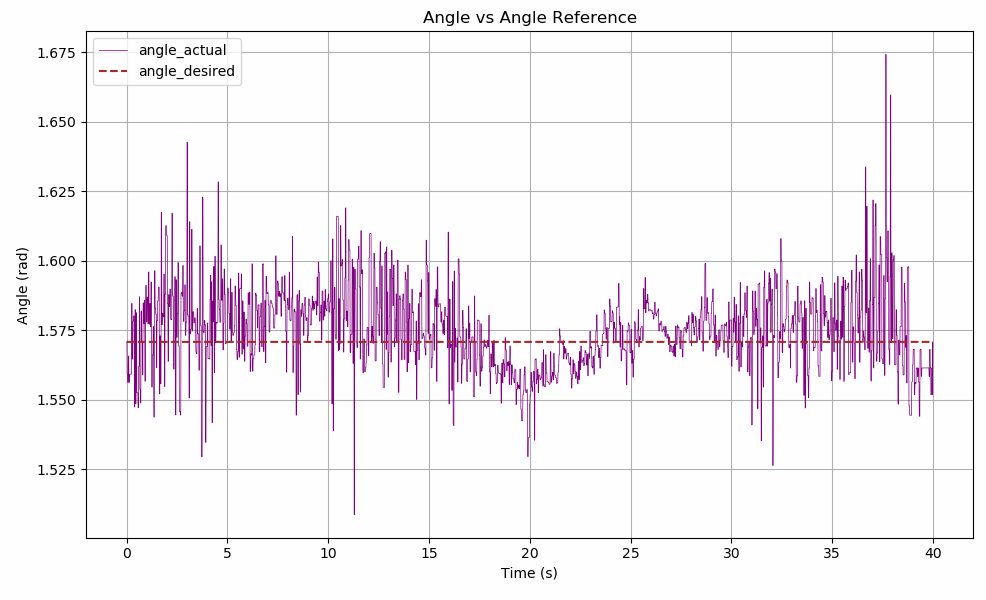 Angle vs Angle Reference
angle_actual
angle_desired
1.675
1.650
1.625
1.600
1.575
1.550
1.525
Angle (rad)
0 5 10 15 20 25 30 35 40
Time (s)